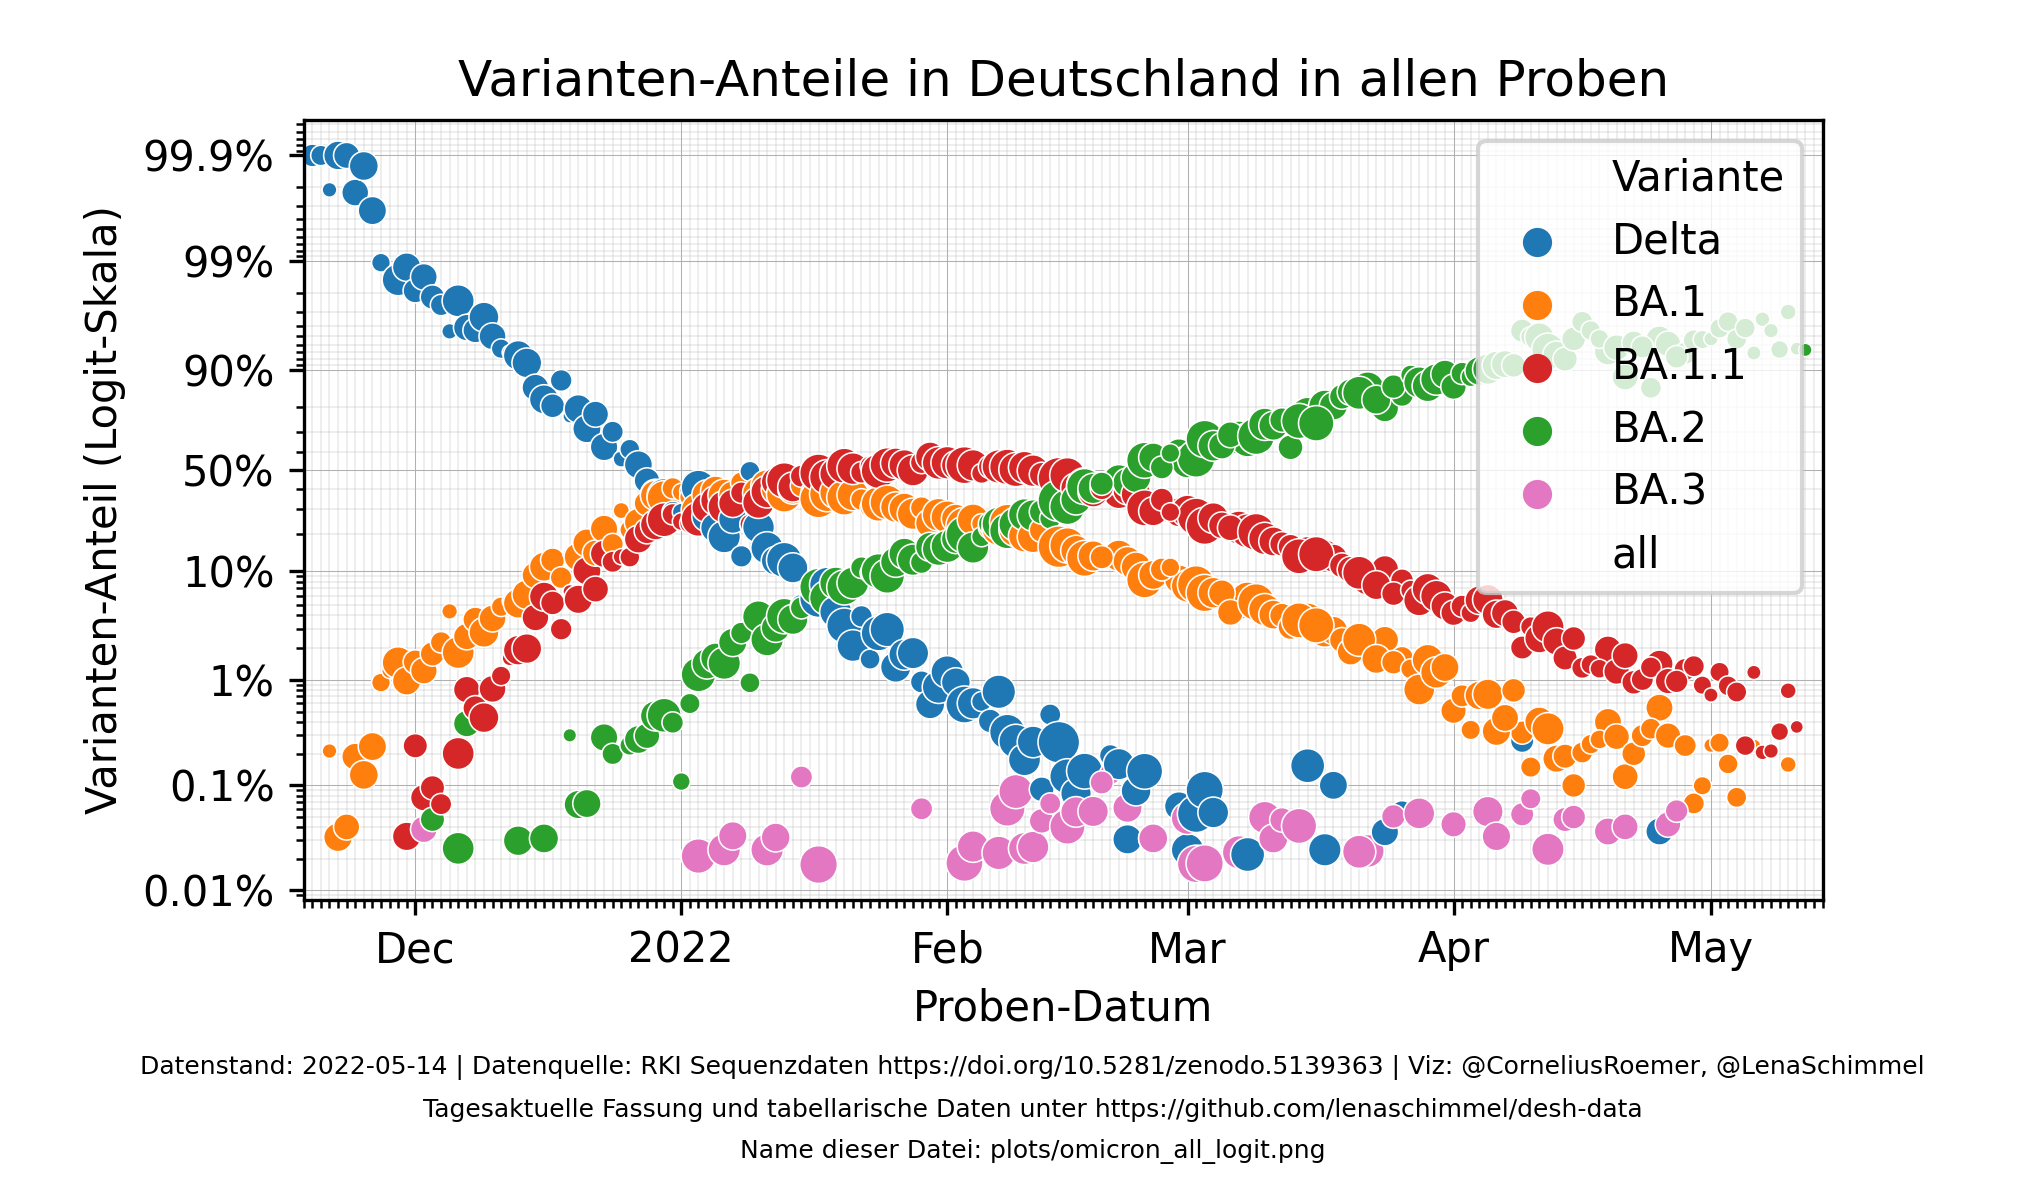 Varianten-Anteile in Deutschland in allen Proben
Varianten-Anteil (Logit-Skala)
99.9%
99%
90%
50%
10%
1%
0.1%
0.01%
Variante
Delta
BA.1
BA.1.1
BA.2
BA.3
all
Dec
2022
Feb
Mar
Apr
May
Proben-Datum
Datenstand: 2022-05-14 | Datenquelle: RKI Sequenzdaten https://doi.org/10.5281/zenodo.5139363 | Viz: @CorneliusRoemer, @LenaSchimmel
Tagesaktuelle Fassung und tabellarische Daten unter https://github.com/lenaschimmel/desh-data
Name dieser Datei: plots/omicron_all_logit.png